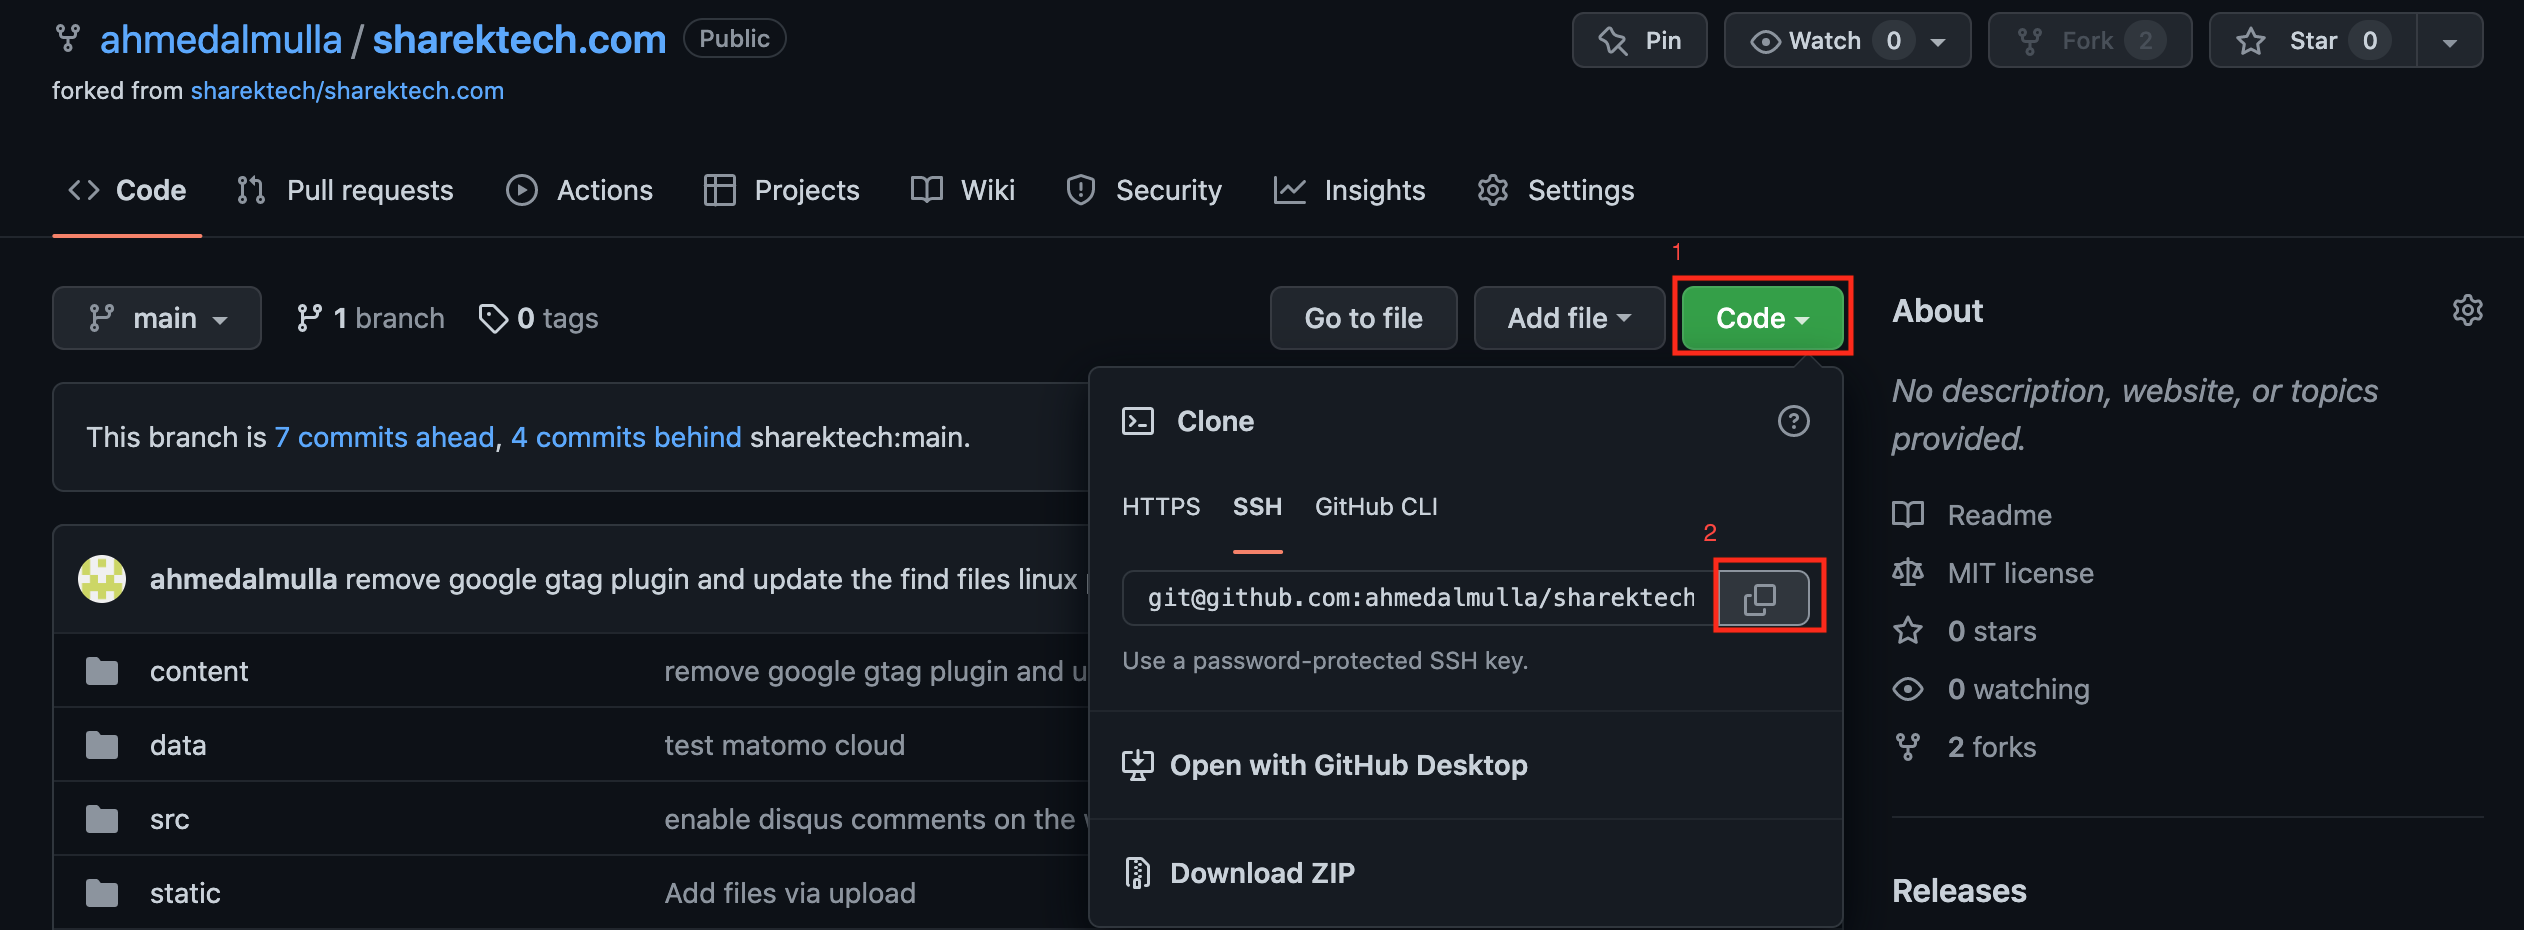 ahmedalmulla / sharektech.com Public
Pin Watch 0 Fork 2 Star 0
forked from sharektech/sharektech.com
Code Pull requests Actions Projects Wiki Security Insights Settings
1
main 1 branch 0 tags Go to file Add file Code
About
No description, website, or topics
provided.
This branch is 7 commits ahead, 4 commits behind sharektech:main.
Clone
HTTPS SSH GitHub CLI
2
git@github.com:ahmedalmulla/sharektech
Use a password-protected SSH key.
Open with GitHub Desktop
Download ZIP
ahmedalmulla remove google gtag plugin and update the find files linux
content remove google gtag plugin and u
data test matomo cloud
src enable disqus comments on the
static Add files via upload
Readme
MIT license
0 stars
0 watching
2 forks
Releases